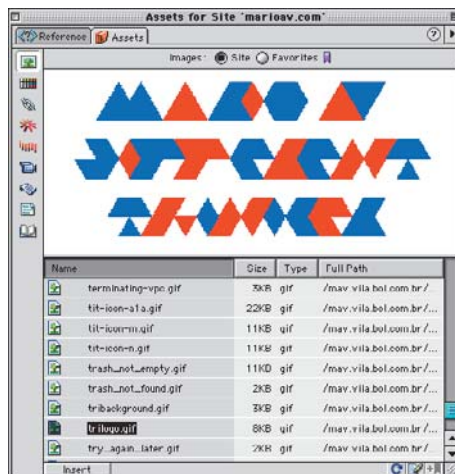 Assets for Site "marioav.com"
Reference Assets
Images: Site Favorites
Name Size Type Full Path
terminating-vpc.gif 3KB gif /mav.vila.bol.com.br/...
tit-icon-a1a.gif 22KB gif /mav.vila.bol.com.br/...
tit-icon-m.gif 11KB gif /mav.vila.bol.com.br/...
tit-icon-n.gif 11KB gif /mav.vila.bol.com.br/...
trash_not_empty.gif 11KB gif /mav.vila.bol.com.br/...
trash_not_found.gif 2KB gif /mav.vila.bol.com.br/...
tribackground.gif 3KB gif /mav.vila.bol.com.br/...
trilogo.gif 8KB gif /mav.vila.bol.com.br/...
try_again_later.gif 2KB gif /mav.vila.bol.com.br/...
Insert